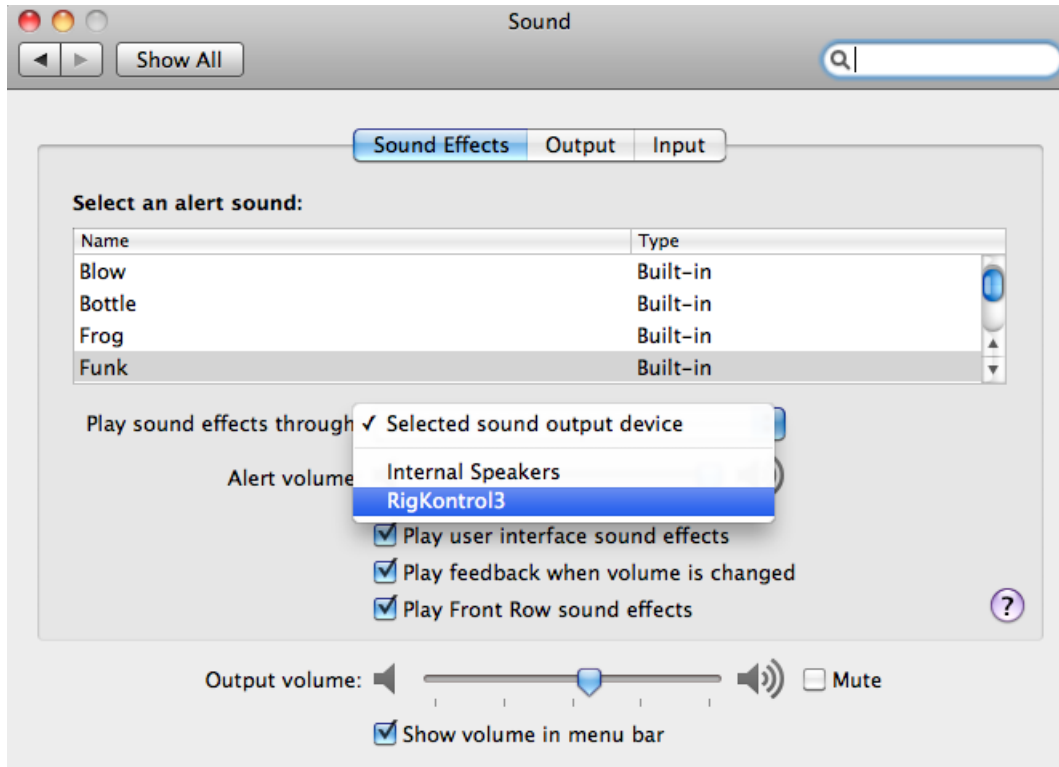 Sound
Show All
Sound Effects Output Input
Select an alert sound:
Name Type
Blow Built-in
Bottle Built-in
Frog Built-in
Funk Built-in
Play sound effects through ✓ Selected sound output device
Internal Speakers
Alert volume
RigKontrol3
Play user interface sound effects
Play feedback when volume is changed
Play Front Row sound effects
?
Output volume: Mute
Show volume in menu bar